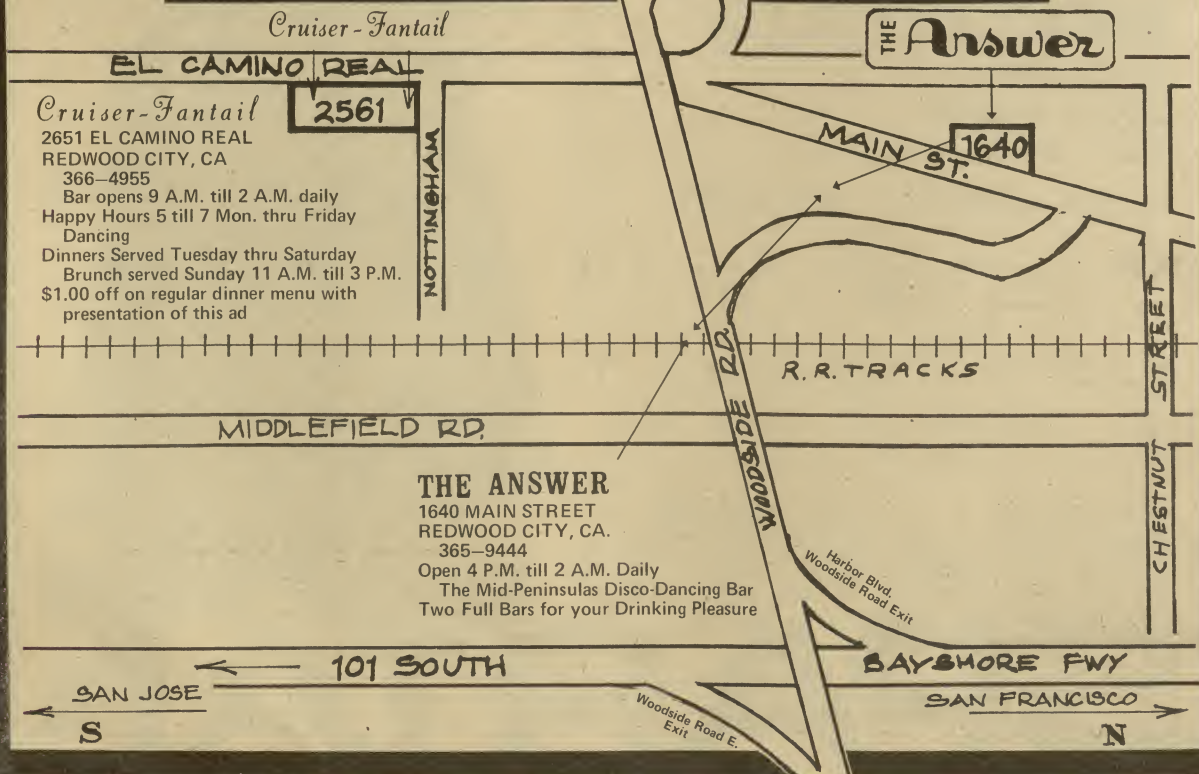 Cruiser-Fantail
THE Answer
EL CAMINO REAL
2561
Cruiser-Fantail
2651 EL CAMINO REAL
REDWOOD CITY, CA
366-4955
Bar opens 9 A.M. till 2 A.M. daily
Happy Hours 5 till 7 Mon. thru Friday
Dancing
Dinners Served Tuesday thru Saturday
Brunch served Sunday 11 A.M. till 3 P.M.
$1.00 off on regular dinner menu with
presentation of this ad
NOTTINGHAM
MAIN ST.
1640
R.R. TRACKS
WOODSIDE RD.
CHESTNUT STREET
MIDDLEFIELD RD.
THE ANSWER
1640 MAIN STREET
REDWOOD CITY, CA.
365-9444
Open 4 P.M. till 2 A.M. Daily
The Mid-Peninsulas Disco-Dancing Bar
Two Full Bars for your Drinking Pleasure
Harbor Blvd.
Woodside Road Exit
101 SOUTH
BAYSHORE FWY
SAN JOSE
S
Woodside Road E.
Exit
SAN FRANCISCO
N